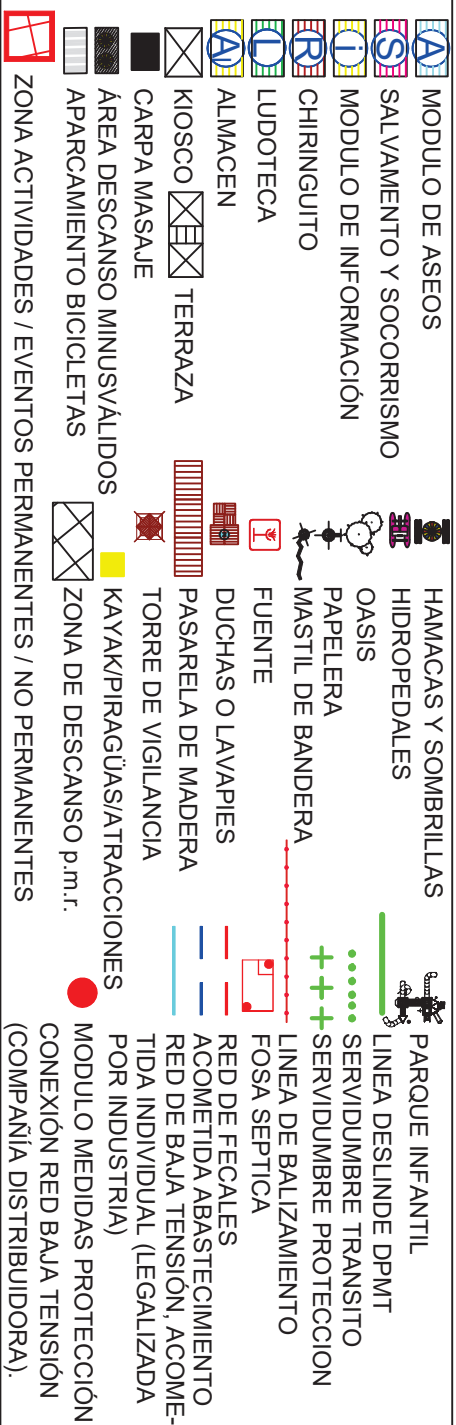 A MODULO DE ASEOS
S SALVAMENTO Y SOCORRISMO
i MODULO DE INFORMACIÓN
R CHIRINGUITO
L LUDOTECA
Al ALMACEN
KIOSCO TERRAZA
CARPA MASAJE
ÁREA DESCANSO MINUSVÁLIDOS
APARCAMIENTO BICICLETAS
ZONA ACTIVIDADES / EVENTOS PERMANENTES / NO PERMANENTES
HAMACAS Y SOMBRILLAS
HIDROPEDALES
OASIS
PAPELERA
MASTIL DE BANDERA
FUENTE
DUCHAS O LAVAPIES
PASARELA DE MADERA
TORRE DE VIGILANCIA
KAYAK/PIRAGÜAS/ATRACCIONES
ZONA DE DESCANSO p.m.r.
PARQUE INFANTIL
LINEA DESLINDE DPMT
SERVIDUMBRE TRANSITO
SERVIDUMBRE PROTECCION
LINEA DE BALIZAMIENTO
FOSA SEPTICA
RED DE FECALES
ACOMETIDA ABASTECIMIENTO
RED DE BAJA TENSIÓN, ACOME-
TIDA INDIVIDUAL (LEGALIZADA
POR INDUSTRIA)
MODULO MEDIDAS PROTECCIÓN
CONEXIÓN RED BAJA TENSIÓN
(COMPAÑÍA DISTRIBUIDORA).